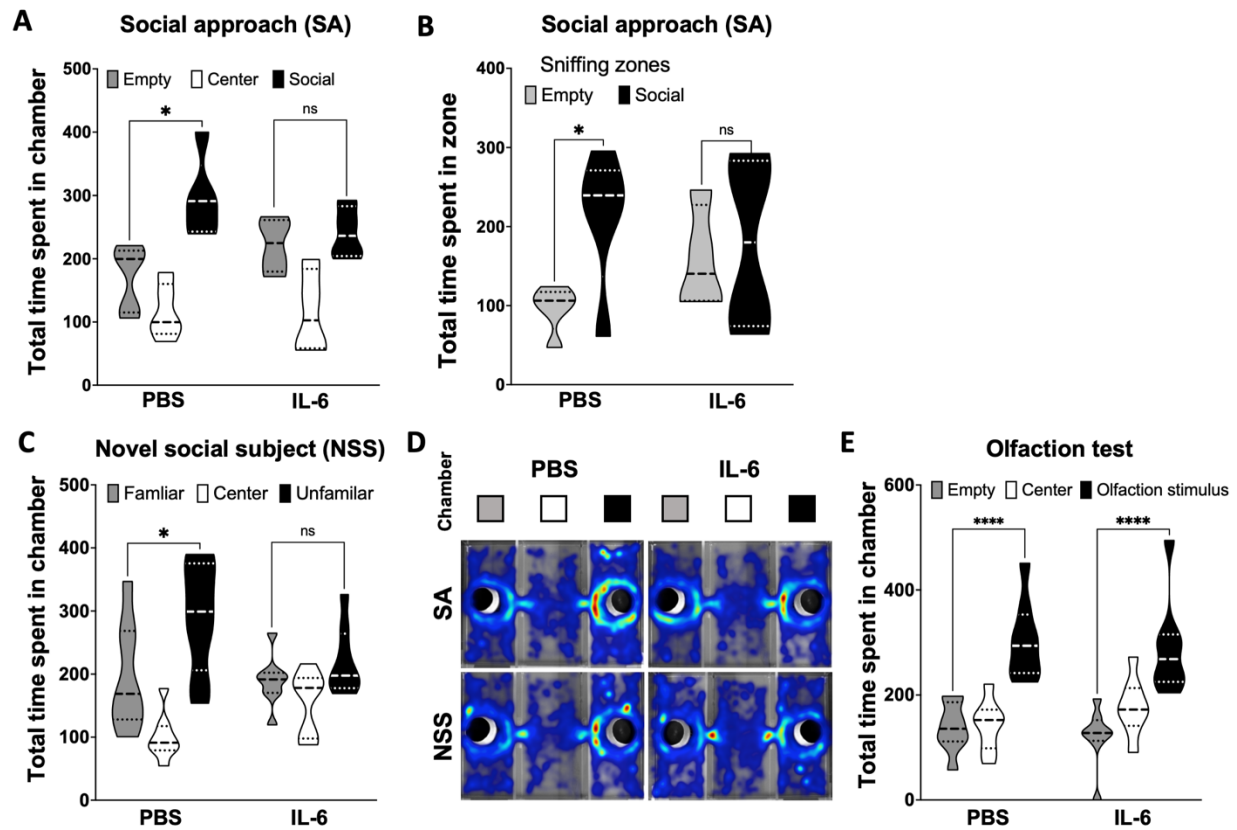 A
Social approach (SA)
Total time spent in chamber
500
400
300
200
100
0
Empty Center Social
*
ns
PBS IL-6
B
Social approach (SA)
Total time spent in zone
400
300
200
100
0
Sniffing zones
Empty Social
*
ns
PBS IL-6
C
Novel social subject (NSS)
Total time spent in chamber
500
400
300
200
100
0
Famliar Center Unfamilar
*
ns
PBS IL-6
D
PBS IL-6
Chamber
SA
NSS
E
Olfaction test
Total time spent in chamber
600
400
200
0
Empty Center Olfaction stimulus
****
****
PBS IL-6